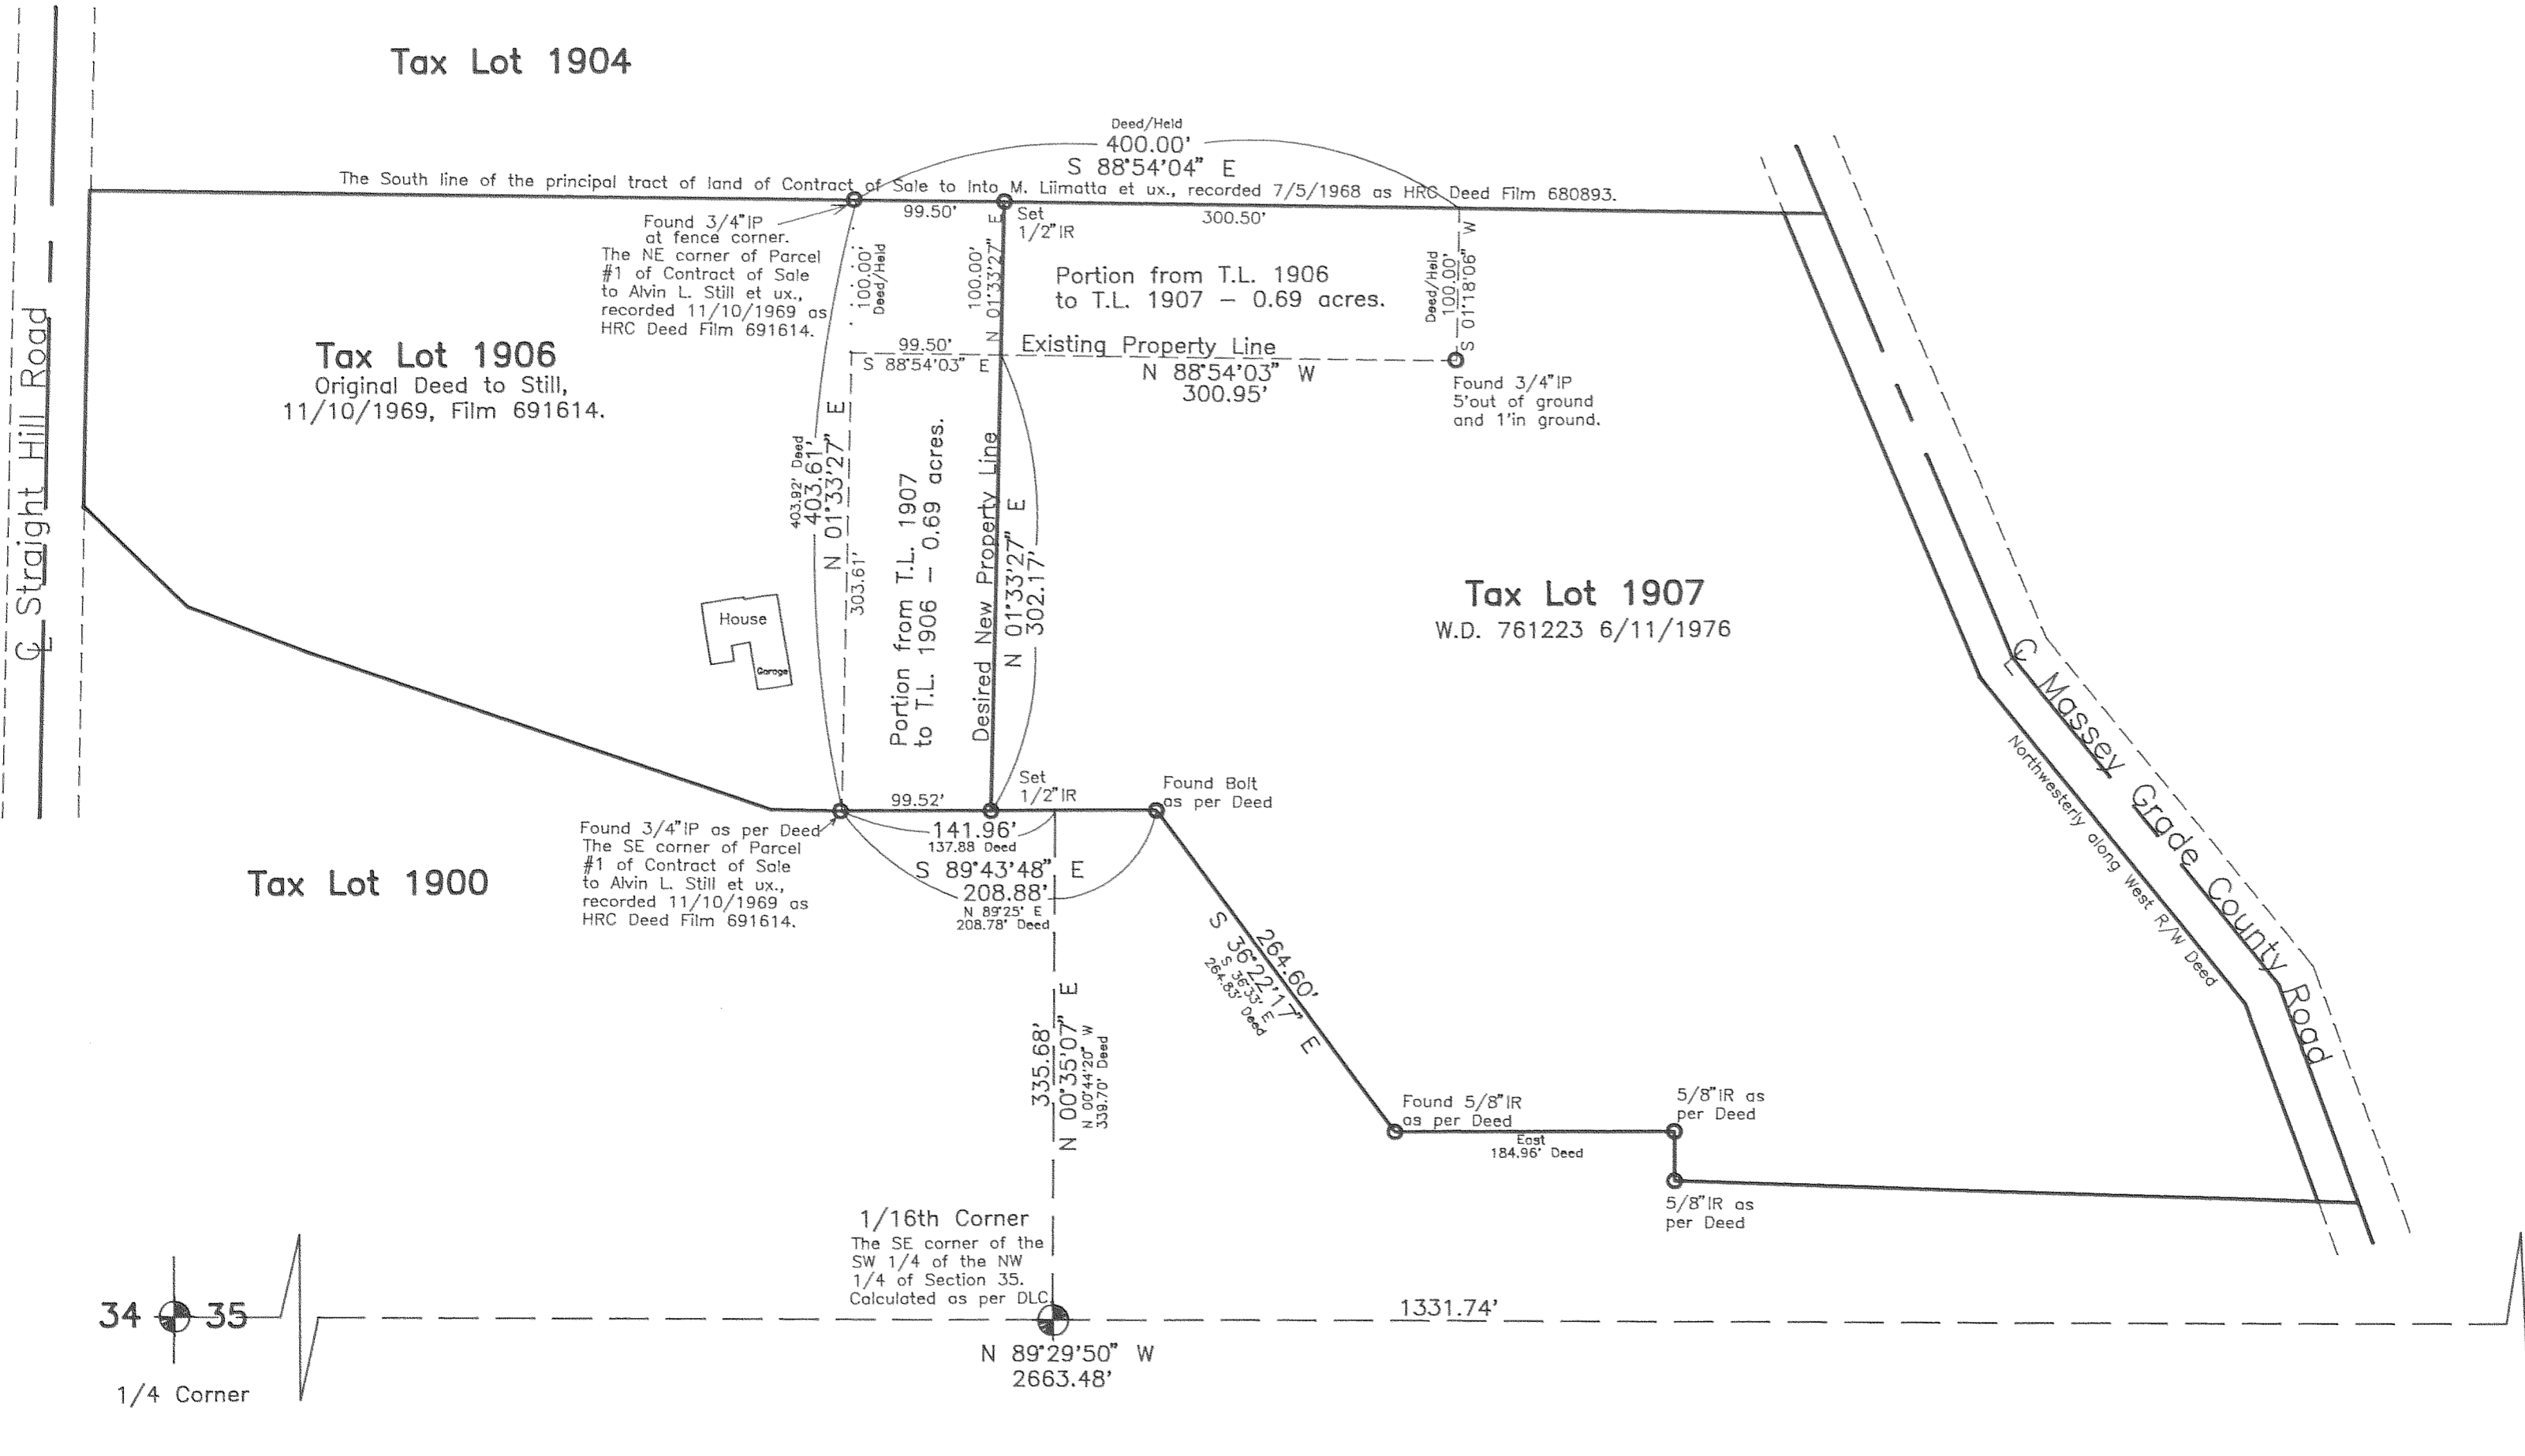 Tax Lot 1904
Deed/Held
400.00'
S 88°54'04" E
The South line of the principal tract of land of Contract of Sale to Into M. Liimatta et ux., recorded 7/5/1968 as HRC Deed Film 680893.
99.50'
300.50'
Set
1/2"IR
Found 3/4"IP
at fence corner.
The NE corner of Parcel
#1 of Contract of Sale
to Alvin L. Still et ux.,
recorded 11/10/1969 as
HRC Deed Film 691614.
100.00'
Deed/Held
100.00'
N 01°33'27" E
Portion from T.L. 1906
to T.L. 1907 – 0.69 acres.
Deed/Held
100.00'
S 01°18'06" W
Tax Lot 1906
Original Deed to Still,
11/10/1969, Film 691614.
99.50'
S 88°54'03" E
Existing Property Line
N 88°54'03" W
300.95'
Found 3/4"IP
5'out of ground
and 1'in ground.
℄ Straight Hill Road
403.92' Deed
403.61'
N 01°33'27" E
303.61'
Portion from T.L. 1907
to T.L. 1906 – 0.69 acres.
Desired New Property Line
N 01°33'27" E
302.17'
House
Garage
Tax Lot 1907
W.D. 761223 6/11/1976
℄ Massey Grade County Road
Northwesterly along West R/W Deed
99.52'
Set
1/2"IR
Found Bolt
as per Deed
Found 3/4"IP as per Deed
The SE corner of Parcel
#1 of Contract of Sale
to Alvin L. Still et ux.,
recorded 11/10/1969 as
HRC Deed Film 691614.
141.96'
137.88 Deed
S 89°43'48" E
208.88'
N 89°25' E
208.78' Deed
Tax Lot 1900
264.60'
S 36°22'17" E
S 36°33' E
264.83' Deed
335.68'
N 00°35'07" E
N 00°44'20" W
339.70' Deed
Found 5/8"IR
as per Deed
East
184.96' Deed
5/8"IR as
per Deed
5/8"IR as
per Deed
1/16th Corner
The SE corner of the
SW 1/4 of the NW
1/4 of Section 35.
Calculated as per DLC
34 35
1331.74'
N 89°29'50" W
2663.48'
1/4 Corner